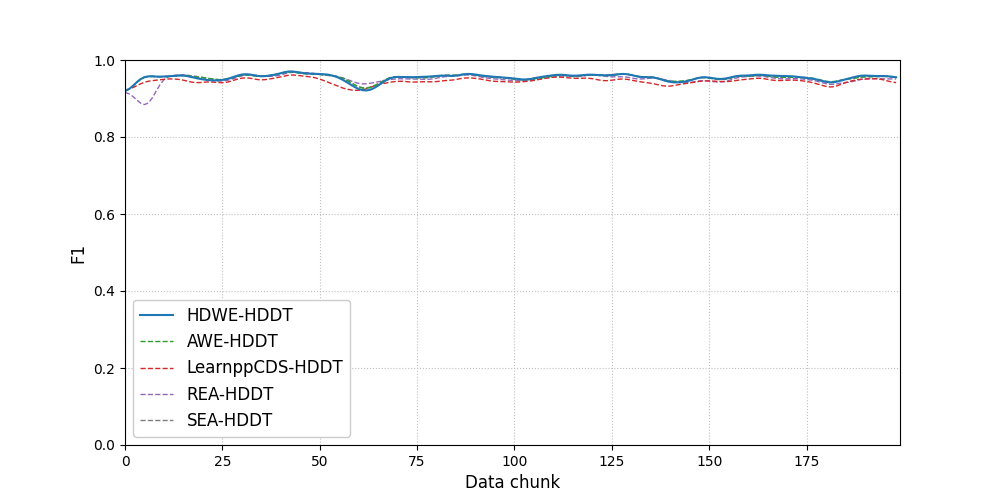 1.0
0.8
0.6
0.4
0.2
0.0
F1
HDWE-HDDT
AWE-HDDT
LearnppCDS-HDDT
REA-HDDT
SEA-HDDT
0 25 50 75 100 125 150 175
Data chunk